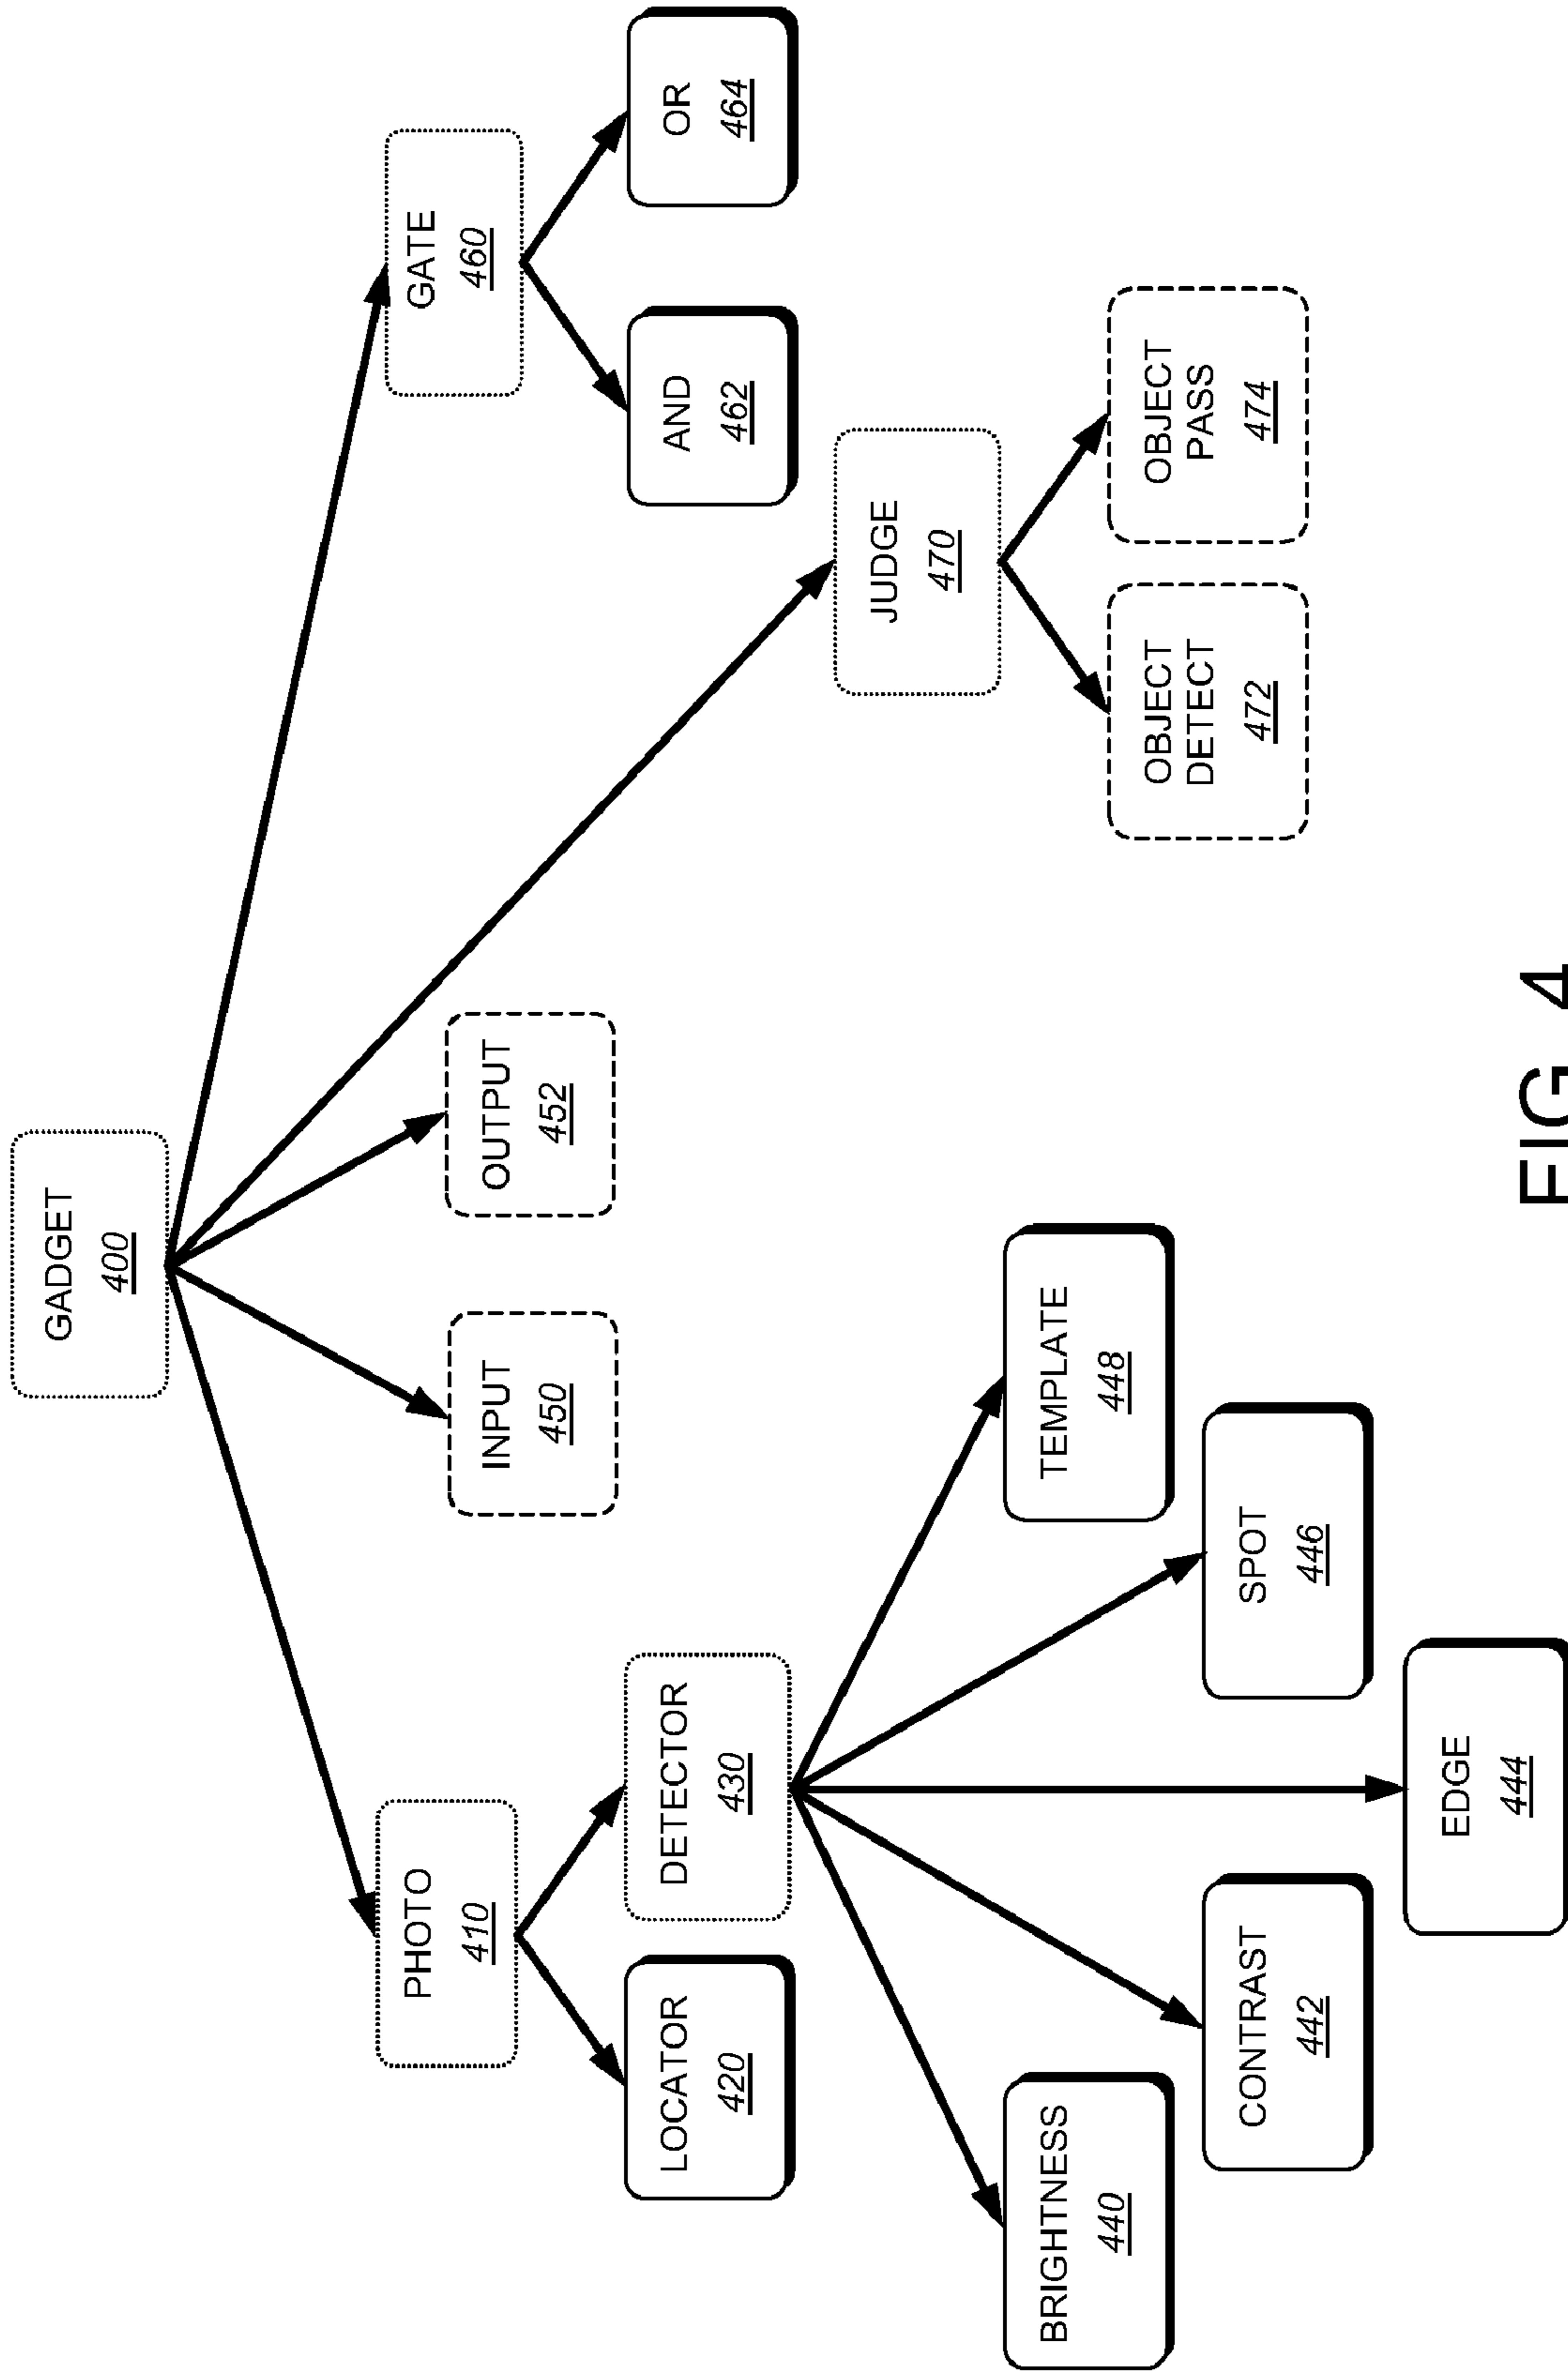 GADGET
400
PHOTO
410
INPUT
450
OUTPUT
452
GATE
460
LOCATOR
420
DETECTOR
430
AND
462
OR
464
JUDGE
470
BRIGHTNESS
440
TEMPLATE
448
OBJECT
DETECT
472
OBJECT
PASS
474
CONTRAST
442
SPOT
446
EDGE
444
FIG. 4